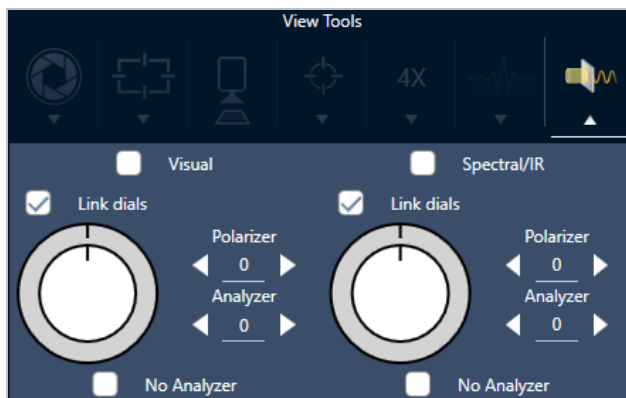 View Tools
4X
Visual
Spectral/IR
Link dials
Link dials
Polarizer
0
Analyzer
0
Polarizer
0
Analyzer
0
No Analyzer
No Analyzer